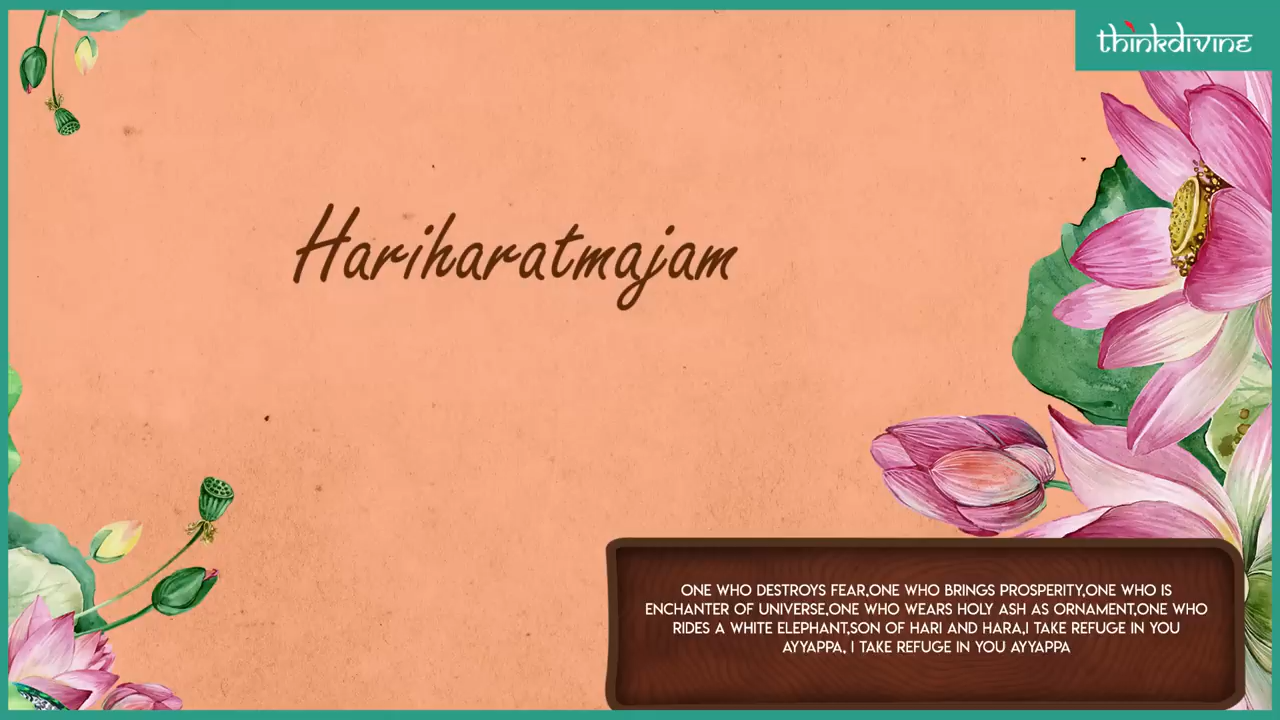 thinkdivine
Hariharatmajam
ONE WHO DESTROYS FEAR,ONE WHO BRINGS PROSPERITY,ONE WHO IS
ENCHANTER OF UNIVERSE,ONE WHO WEARS HOLY ASH AS ORNAMENT,ONE WHO
RIDES A WHITE ELEPHANT,SON OF HARI AND HARA,I TAKE REFUGE IN YOU
AYYAPPA, I TAKE REFUGE IN YOU AYYAPPA